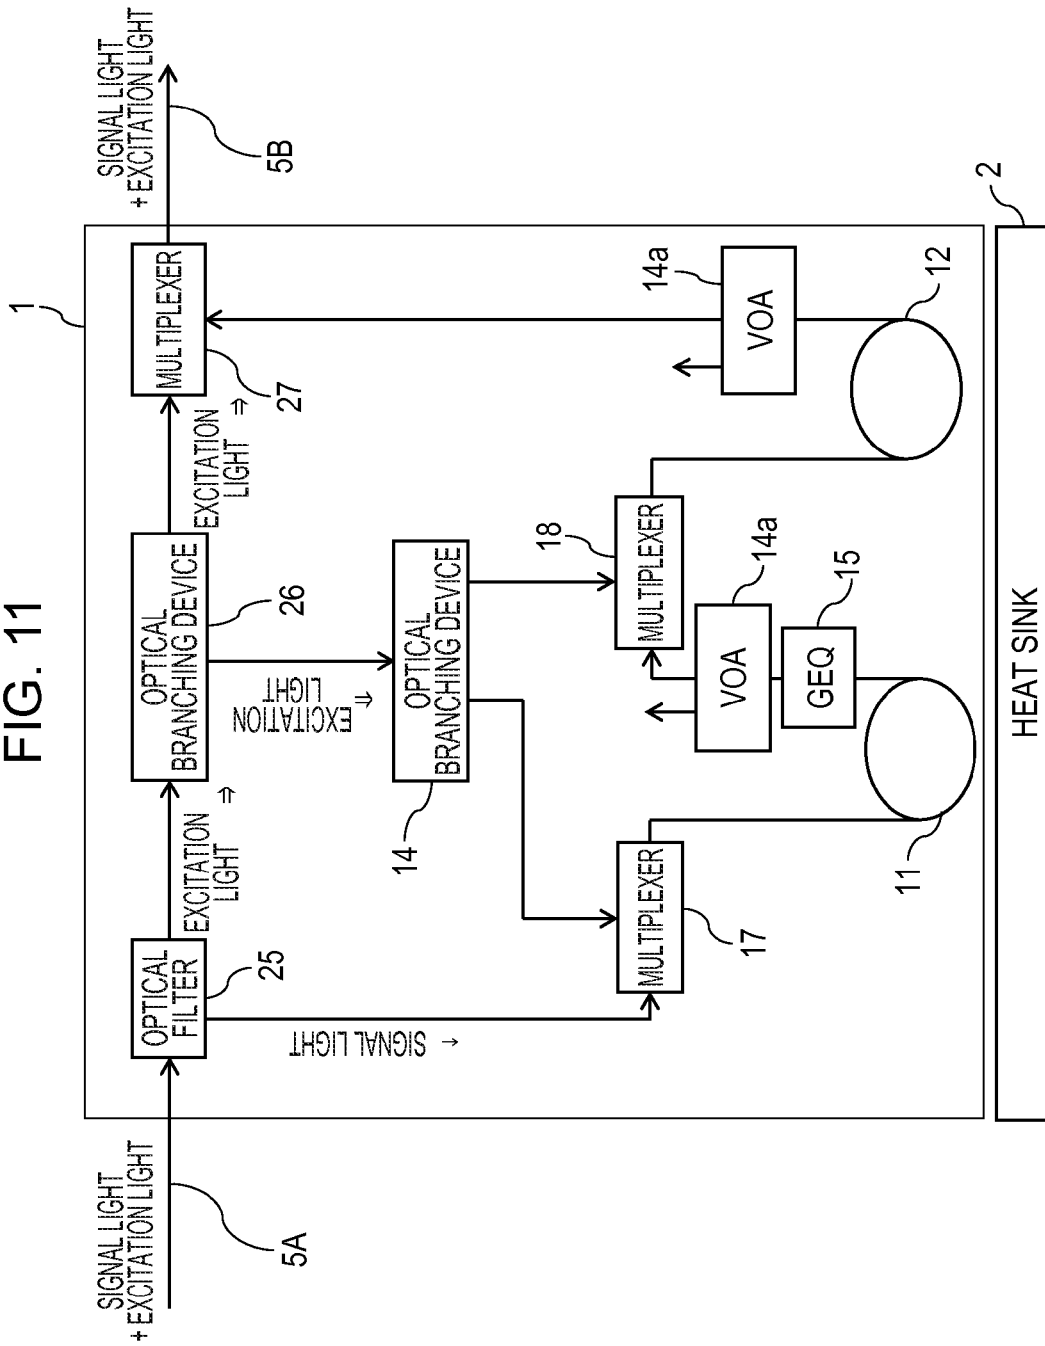 FIG. 11
1
SIGNAL LIGHT
+ EXCITATION LIGHT
5A
OPTICAL
FILTER
25
EXCITATION
LIGHT
⇒
OPTICAL
BRANCHING DEVICE
26
EXCITATION
LIGHT
⇒
MULTIPLEXER
27
SIGNAL LIGHT
+ EXCITATION LIGHT
5B
SIGNAL LIGHT
←
EXCITATION
LIGHT
⇐
OPTICAL
BRANCHING DEVICE
14
MULTIPLEXER
17
MULTIPLEXER
18
VOA
14a
GEQ
15
VOA
14a
11
12
HEAT SINK
2